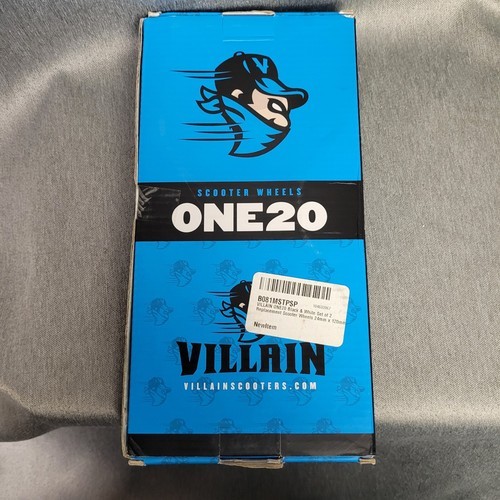 V
SCOOTER WHEELS
ONE20
B081MSTPSP
VILLAIN ONE20 Black & White Set of 2
Replacement Scooter Wheels 24mm x 120mm
NewItem
VILLAIN
VILLAINSCOOTERS.COM